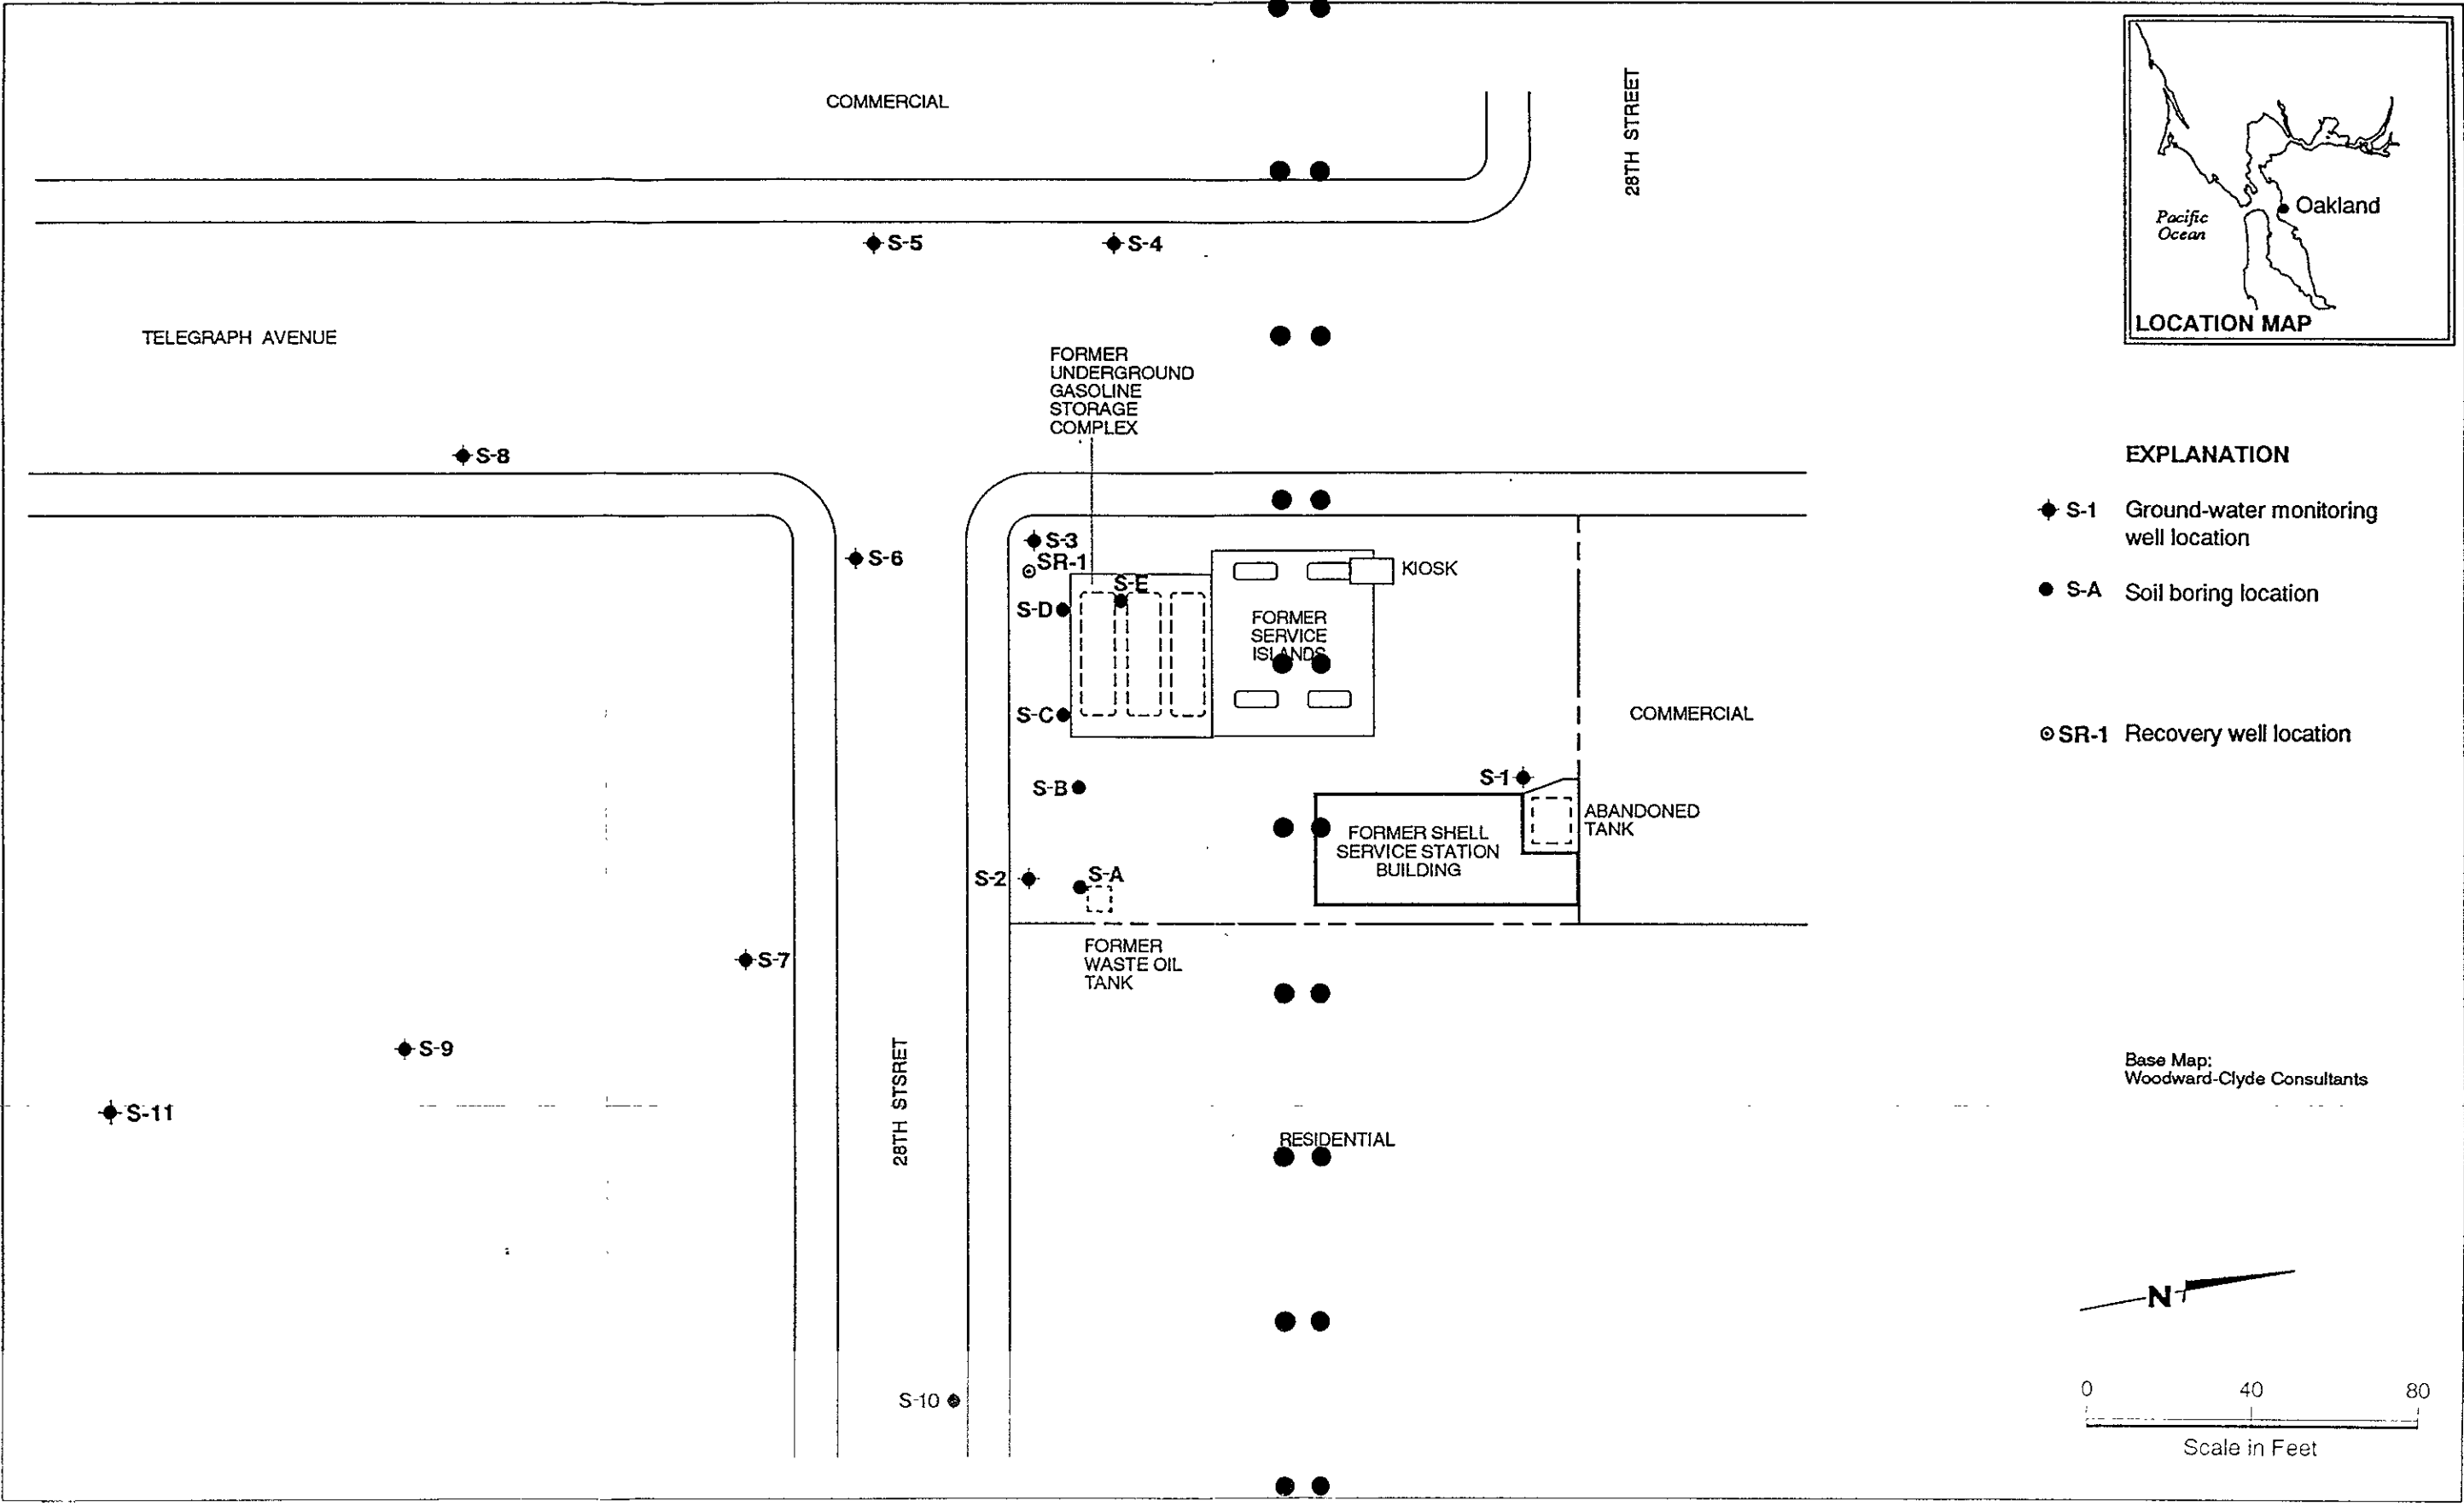 COMMERCIAL
28TH STREET
Pacific
Ocean
Oakland
LOCATION MAP
S-5
S-4
TELEGRAPH AVENUE
FORMER
UNDERGROUND
GASOLINE
STORAGE
COMPLEX
S-8
EXPLANATION
S-1 Ground-water monitoring
well location
S-A Soil boring location
SR-1 Recovery well location
S-3
SR-1
S-6
S-E
S-D
KIOSK
FORMER
SERVICE
ISLANDS
S-C
COMMERCIAL
S-B
S-1
ABANDONED
TANK
FORMER SHELL
SERVICE STATION
BUILDING
S-2
S-A
FORMER
WASTE OIL
TANK
S-7
S-9
S-11
28TH STSRET
Base Map:
Woodward-Clyde Consultants
RESIDENTIAL
N
S-10
0 40 80
Scale in Feet